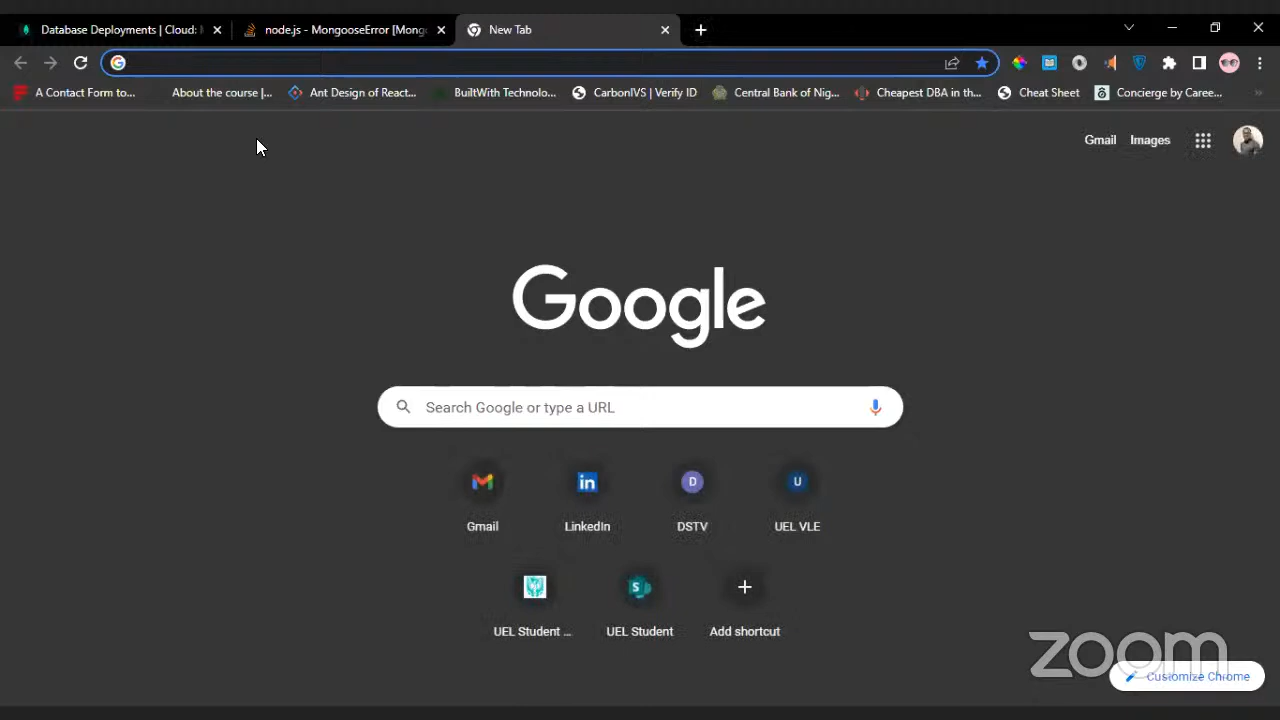 Database Deployments | Cloud:
node.js - MongooseError [Mong
New Tab
A Contact Form to...
About the course |...
Ant Design of React...
BuiltWith Technolo...
CarbonIVS | Verify ID
Central Bank of Nig...
Cheapest DBA in th...
Cheat Sheet
Concierge by Caree...
Gmail
Images
Google
Search Google or type a URL
in
D
U
Gmail
LinkedIn
DSTV
UEL VLE
S
UEL Student ...
UEL Student
Add shortcut
zoom
Customize Chrome